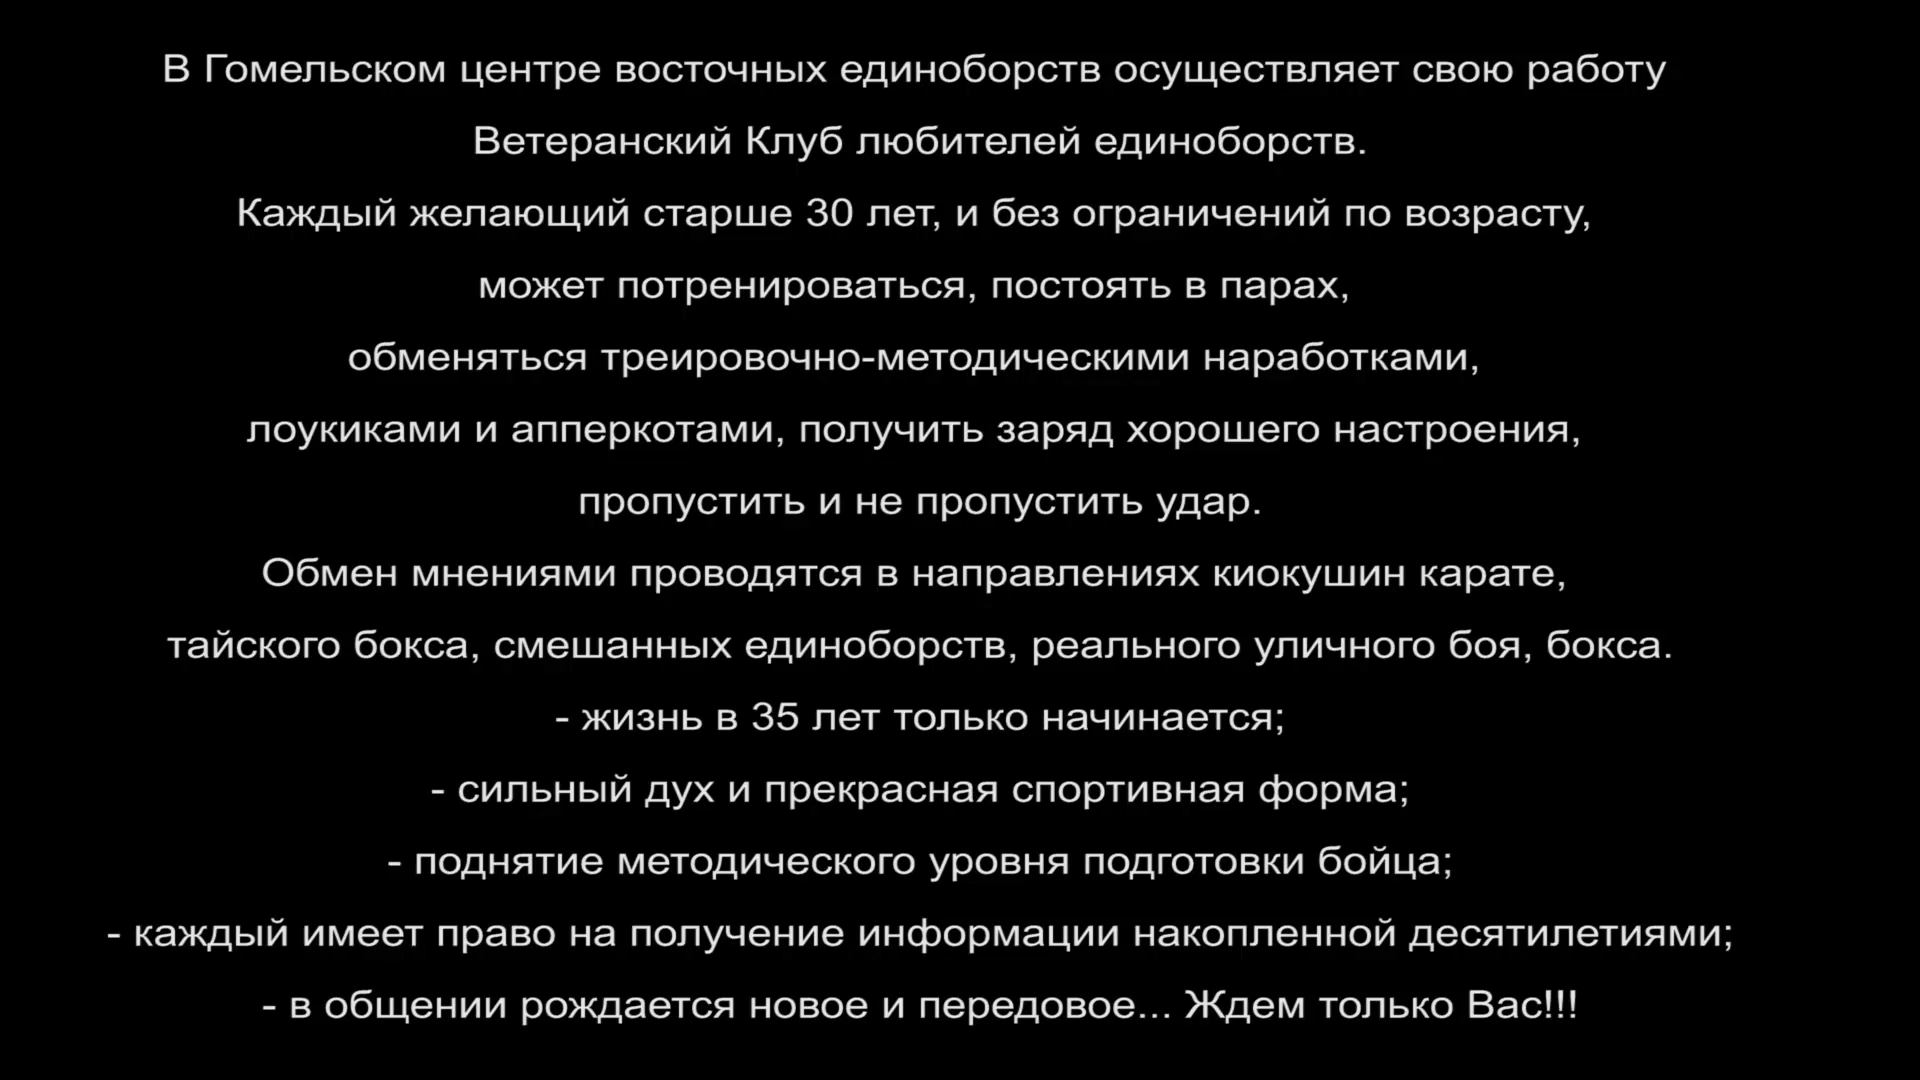 В Гомельском центре восточных единоборств осуществляет свою работу
Ветеранский Клуб любителей единоборств.
Каждый желающий старше 30 лет, и без ограничений по возрасту,
может потренироваться, постоять в парах,
обменяться треировочно-методическими наработками,
лоукиками и апперкотами, получить заряд хорошего настроения,
пропустить и не пропустить удар.
Обмен мнениями проводятся в направлениях киокушин карате,
тайского бокса, смешанных единоборств, реального уличного боя, бокса.
- жизнь в 35 лет только начинается;
- сильный дух и прекрасная спортивная форма;
- поднятие методического уровня подготовки бойца;
- каждый имеет право на получение информации накопленной десятилетиями;
- в общении рождается новое и передовое... Ждем только Вас!!!